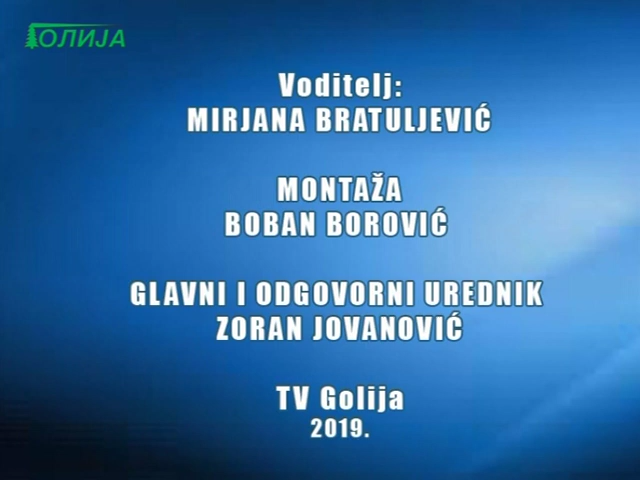 ГОЛИЈА
Voditelj:
MIRJANA BRATULJEVIĆ
MONTAŽA
BOBAN BOROVIĆ
GLAVNI I ODGOVORNI UREDNIK
ZORAN JOVANOVIĆ
TV Golija
2019.